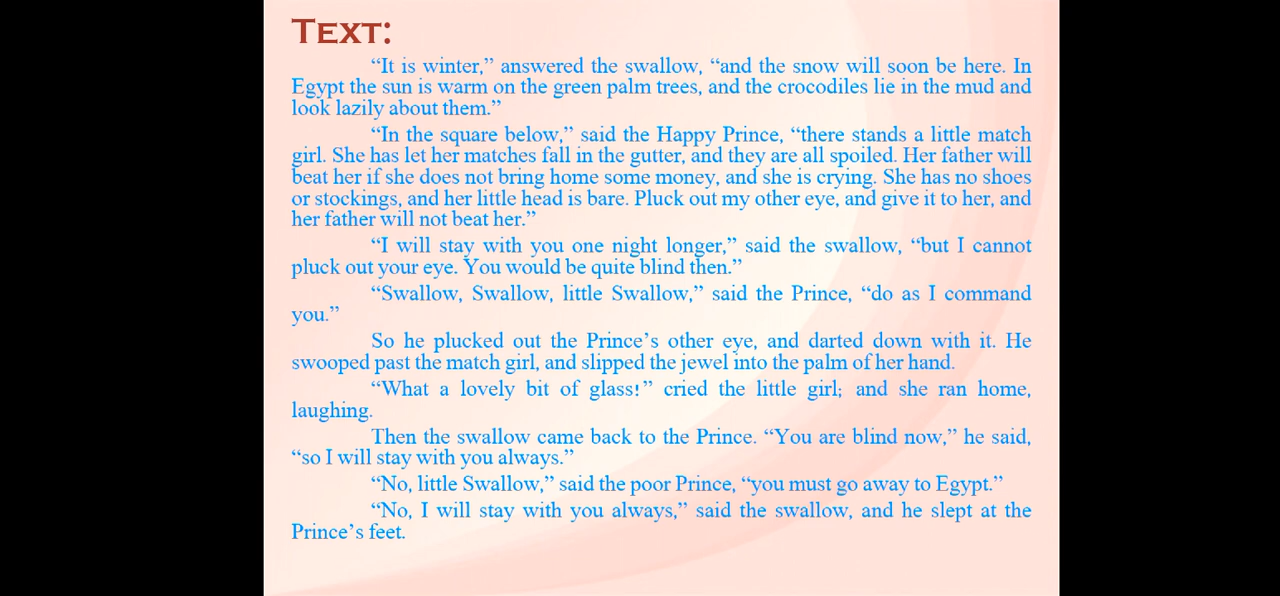 TEXT:
“It is winter,” answered the swallow, “and the snow will soon be here. In
Egypt the sun is warm on the green palm trees, and the crocodiles lie in the mud and
look lazily about them.”
“In the square below,” said the Happy Prince, “there stands a little match
girl. She has let her matches fall in the gutter, and they are all spoiled. Her father will
beat her if she does not bring home some money, and she is crying. She has no shoes
or stockings, and her little head is bare. Pluck out my other eye, and give it to her, and
her father will not beat her.”
“I will stay with you one night longer,” said the swallow, “but I cannot
pluck out your eye. You would be quite blind then.”
“Swallow, Swallow, little Swallow,” said the Prince, “do as I command
you.”
So he plucked out the Prince’s other eye, and darted down with it. He
swooped past the match girl, and slipped the jewel into the palm of her hand.
“What a lovely bit of glass!” cried the little girl; and she ran home,
laughing.
Then the swallow came back to the Prince. “You are blind now,” he said,
“so I will stay with you always.”
“No, little Swallow,” said the poor Prince, “you must go away to Egypt.”
“No, I will stay with you always,” said the swallow, and he slept at the
Prince’s feet.